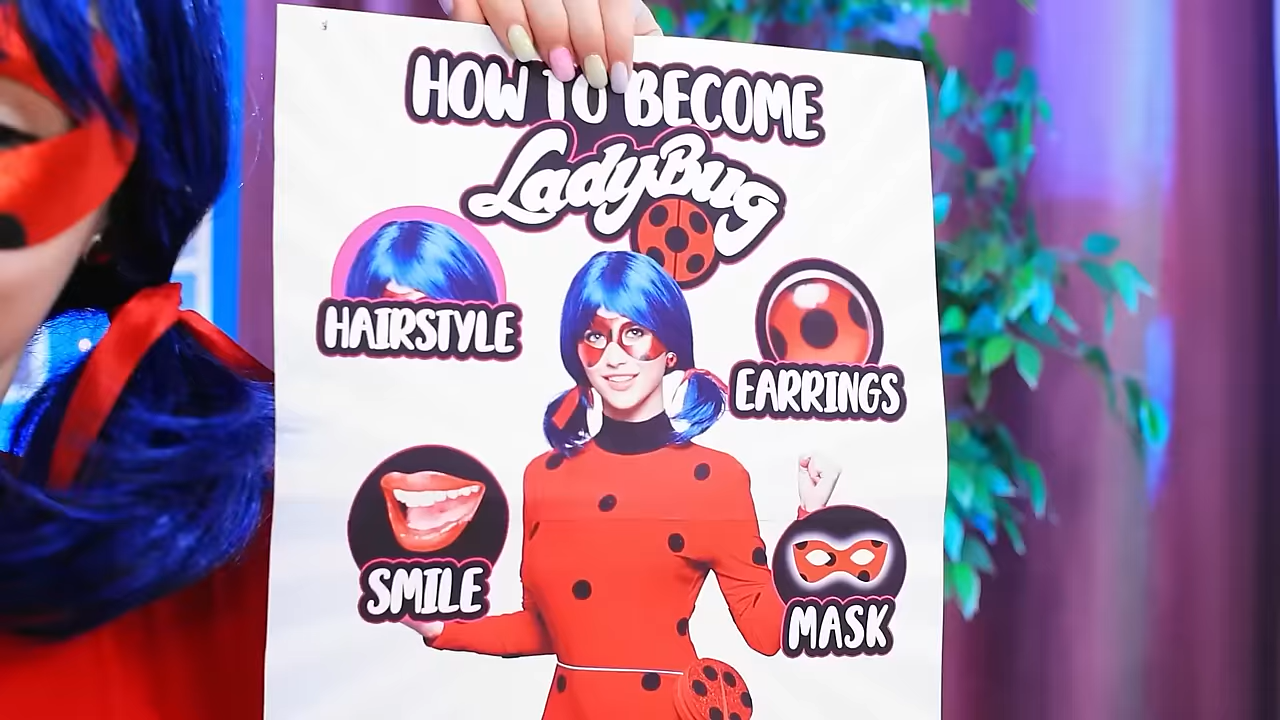 HOW TO BECOME
LadyBug
HAIRSTYLE
EARRINGS
SMILE
MASK